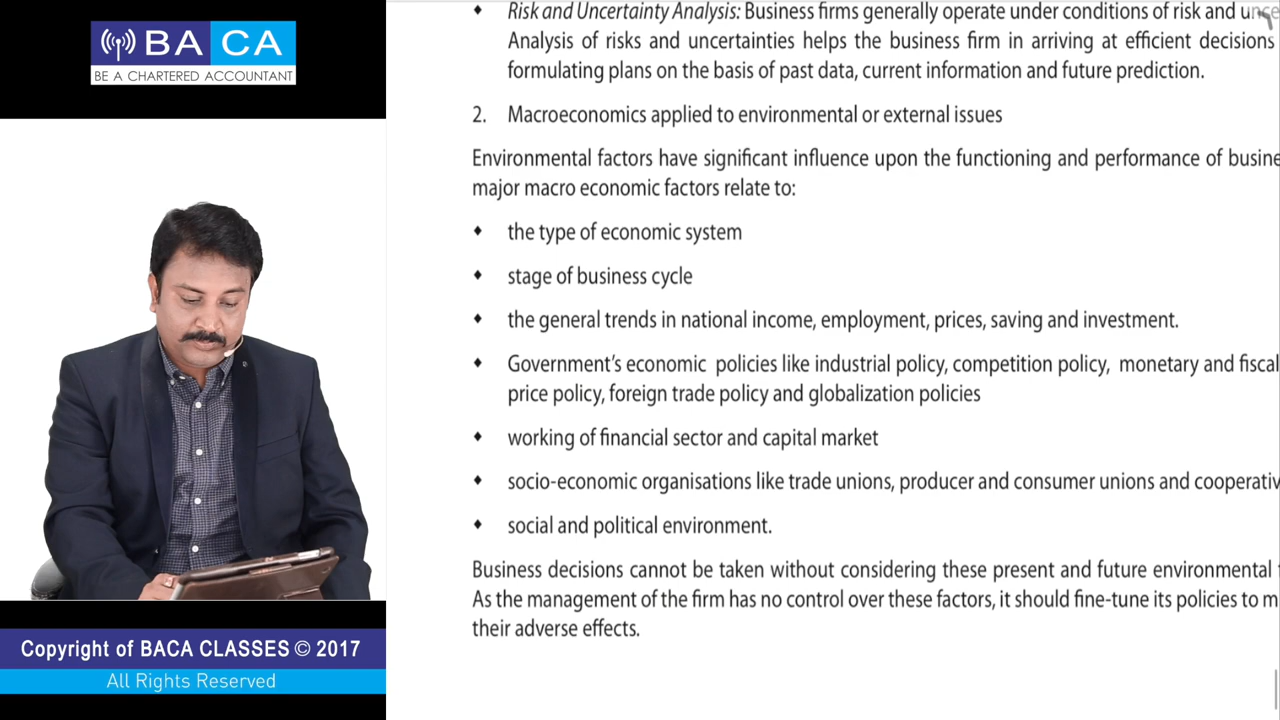 BA CA
BE A CHARTERED ACCOUNTANT
Copyright of BACA CLASSES © 2017
All Rights Reserved
♦ Risk and Uncertainty Analysis: Business firms generally operate under conditions of risk and
Analysis of risks and uncertainties helps the business firm in arriving at efficient decisions
formulating plans on the basis of past data, current information and future prediction.
2. Macroeconomics applied to environmental or external issues
Environmental factors have significant influence upon the functioning and performance of busine
major macro economic factors relate to:
♦ the type of economic system
♦ stage of business cycle
♦ the general trends in national income, employment, prices, saving and investment.
♦ Government’s economic policies like industrial policy, competition policy, monetary and fiscal
price policy, foreign trade policy and globalization policies
♦ working of financial sector and capital market
♦ socio-economic organisations like trade unions, producer and consumer unions and cooperativ
♦ social and political environment.
Business decisions cannot be taken without considering these present and future environmental
As the management of the firm has no control over these factors, it should fine-tune its policies to m
their adverse effects.